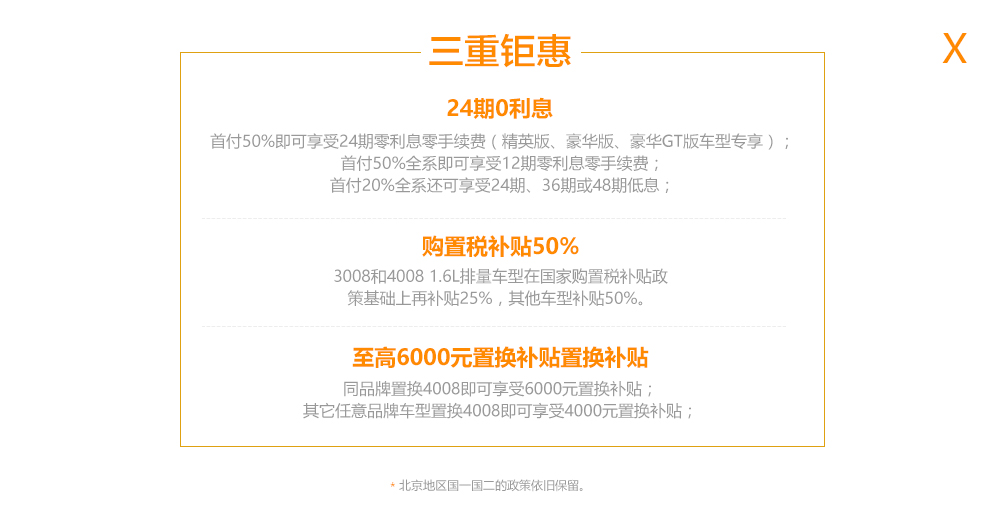 三重钜惠
X
24期0利息
首付50%即可享受24期零利息零手续费（精英版、豪华版、豪华GT版车型专享）；
首付50%全系即可享受12期零利息零手续费；
首付20%全系还可享受24期、36期或48期低息；
购置税补贴50%
3008和4008 1.6L排量车型在国家购置税补贴政
策基础上再补贴25%，其他车型补贴50%。
至高6000元置换补贴置换补贴
同品牌置换4008即可享受6000元置换补贴；
其它任意品牌车型置换4008即可享受4000元置换补贴；
* 北京地区国一国二的政策依旧保留。